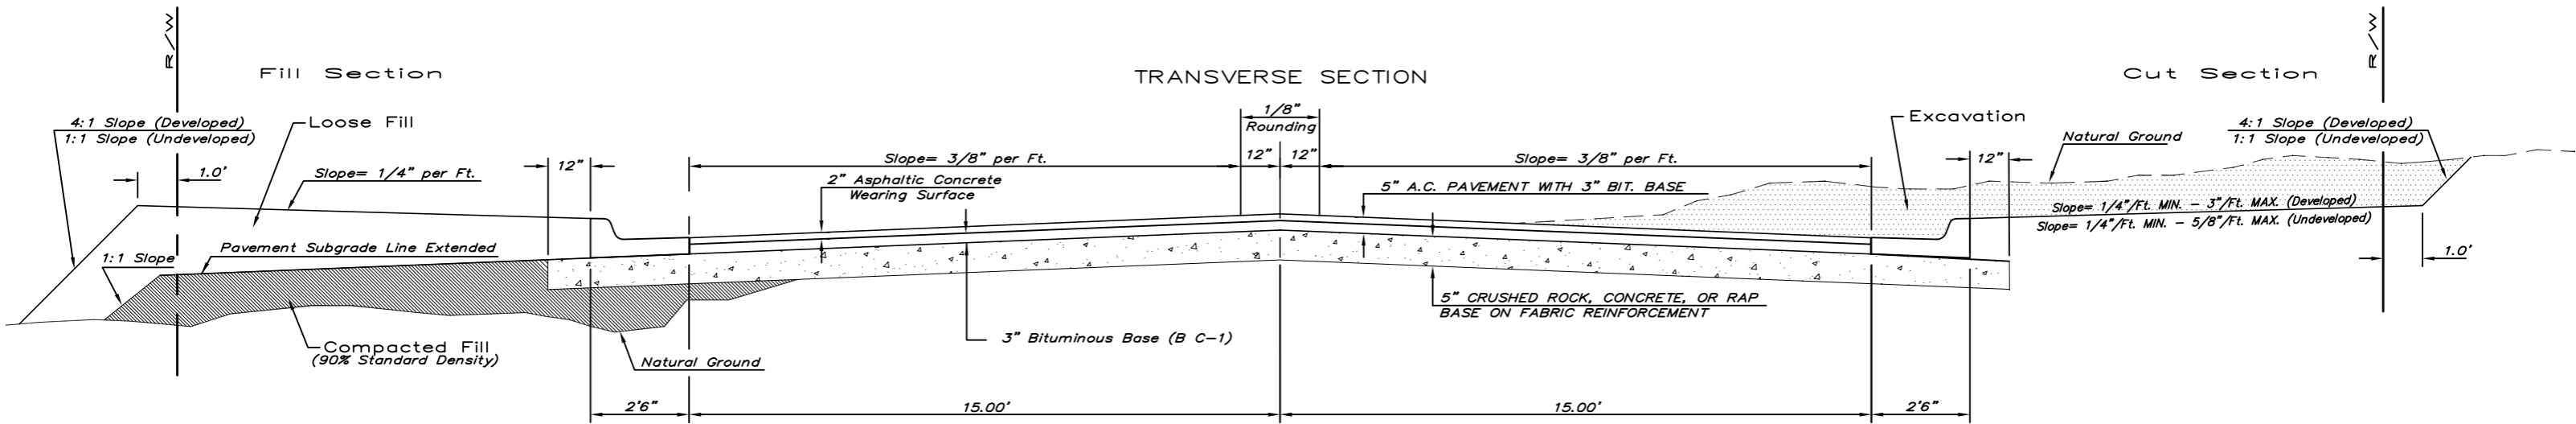 R/W
R/W
Fill Section
TRANSVERSE SECTION
Cut Section
1/8"
Rounding
4:1 Slope (Developed)
1:1 Slope (Undeveloped)
Loose Fill
Excavation
Natural Ground
4:1 Slope (Developed)
1:1 Slope (Undeveloped)
1.0'
Slope= 1/4" per Ft.
12"
Slope= 3/8" per Ft.
12"
12"
Slope= 3/8" per Ft.
12"
2" Asphaltic Concrete
Wearing Surface
5" A.C. PAVEMENT WITH 3" BIT. BASE
Slope= 1/4"/Ft. MIN. - 3"/Ft. MAX. (Developed)
Slope= 1/4"/Ft. MIN. - 5/8"/Ft. MAX. (Undeveloped)
Pavement Subgrade Line Extended
1:1 Slope
1.0'
5" CRUSHED ROCK, CONCRETE, OR RAP
BASE ON FABRIC REINFORCEMENT
3" Bituminous Base (B C-1)
Compacted Fill
(90% Standard Density)
Natural Ground
2'6"
15.00'
15.00'
2'6"